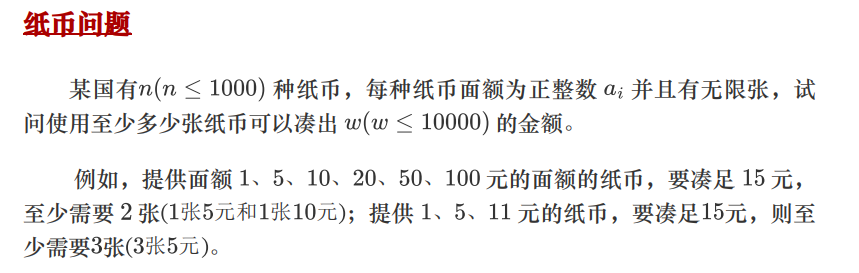 纸币问题
某国有n(n ≤ 1000) 种纸币，每种纸币面额为正整数 a_i 并且有无限张，试
问使用至少多少张纸币可以凑出 w(w ≤ 10000) 的金额。
例如，提供面额 1、5、10、20、50、100 元的面额的纸币，要凑足 15 元，
至少需要 2 张(1张5元和1张10元)；提供 1、5、11 元的纸币，要凑足15元，则至
少需要3张(3张5元)。